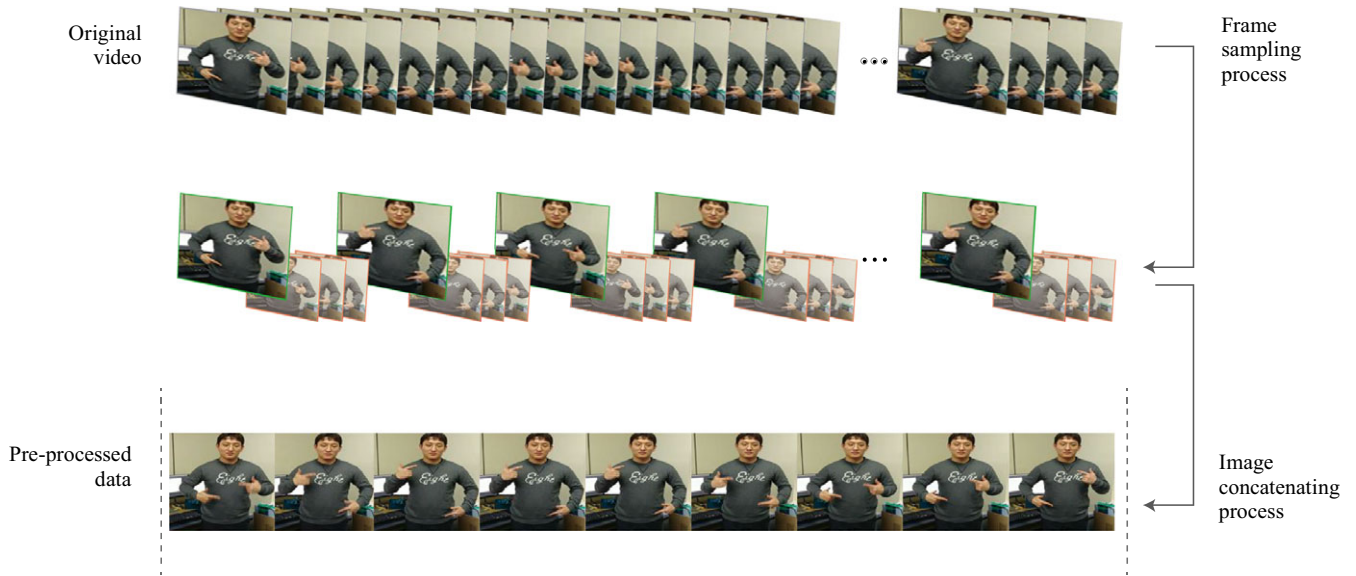 Original
video
Frame
sampling
process
Pre-processed
data
Image
concatenating
process